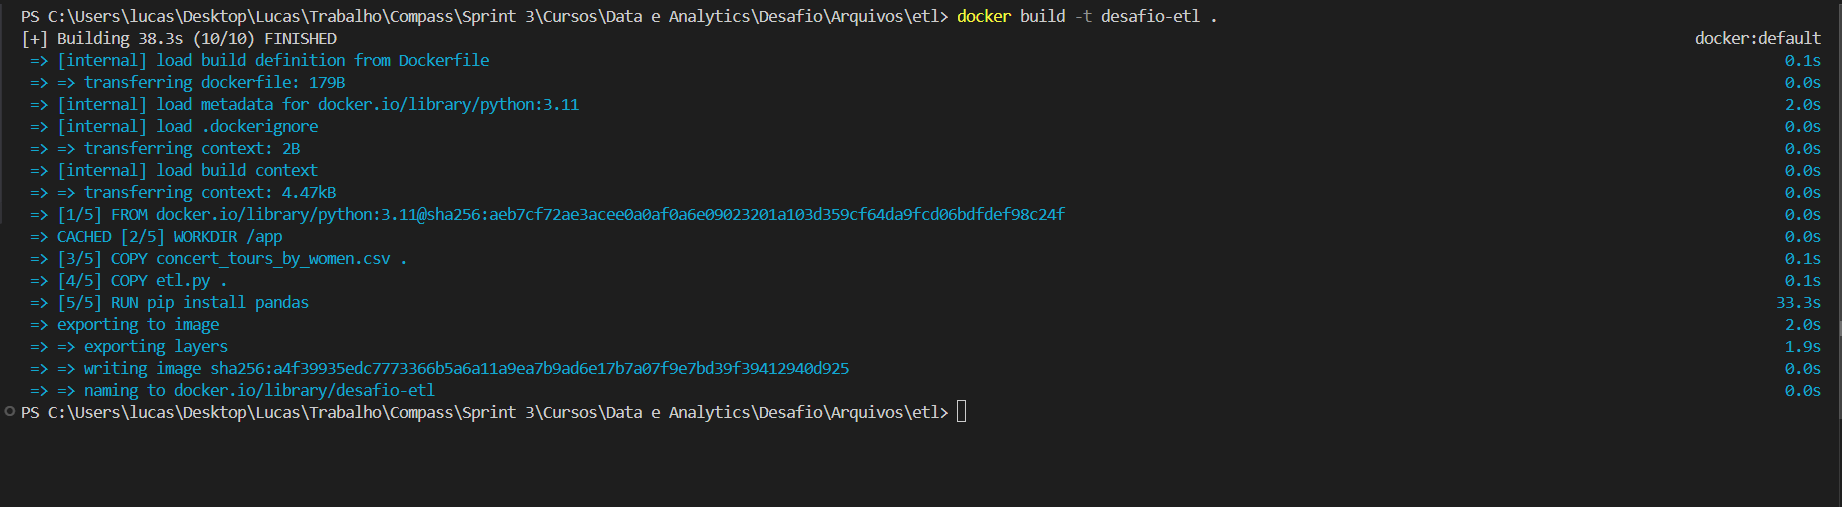 PS C:\Users\lucas\Desktop\Lucas\Trabalho\Compass\Sprint 3\Cursos\Data e Analytics\Desafio\Arquivos\etl> docker build -t desafio-etl .
[+] Building 38.3s (10/10) FINISHED docker:default
=> [internal] load build definition from Dockerfile 0.1s
=> => transferring dockerfile: 179B 0.0s
=> [internal] load metadata for docker.io/library/python:3.11 2.0s
=> [internal] load .dockerignore 0.0s
=> => transferring context: 2B 0.0s
=> [internal] load build context 0.0s
=> => transferring context: 4.47kB 0.0s
=> [1/5] FROM docker.io/library/python:3.11@sha256:aeb7cf72ae3acee0a0af0a6e09023201a103d359cf64da9fcd06bdfdef98c24f 0.0s
=> CACHED [2/5] WORKDIR /app 0.0s
=> [3/5] COPY concert_tours_by_women.csv . 0.1s
=> [4/5] COPY etl.py . 0.1s
=> [5/5] RUN pip install pandas 33.3s
=> exporting to image 2.0s
=> => exporting layers 1.9s
=> => writing image sha256:a4f39935edc7773366b5a6a11a9ea7b9ad6e17b7a07f9e7bd39f39412940d925 0.0s
=> => naming to docker.io/library/desafio-etl 0.0s
PS C:\Users\lucas\Desktop\Lucas\Trabalho\Compass\Sprint 3\Cursos\Data e Analytics\Desafio\Arquivos\etl>